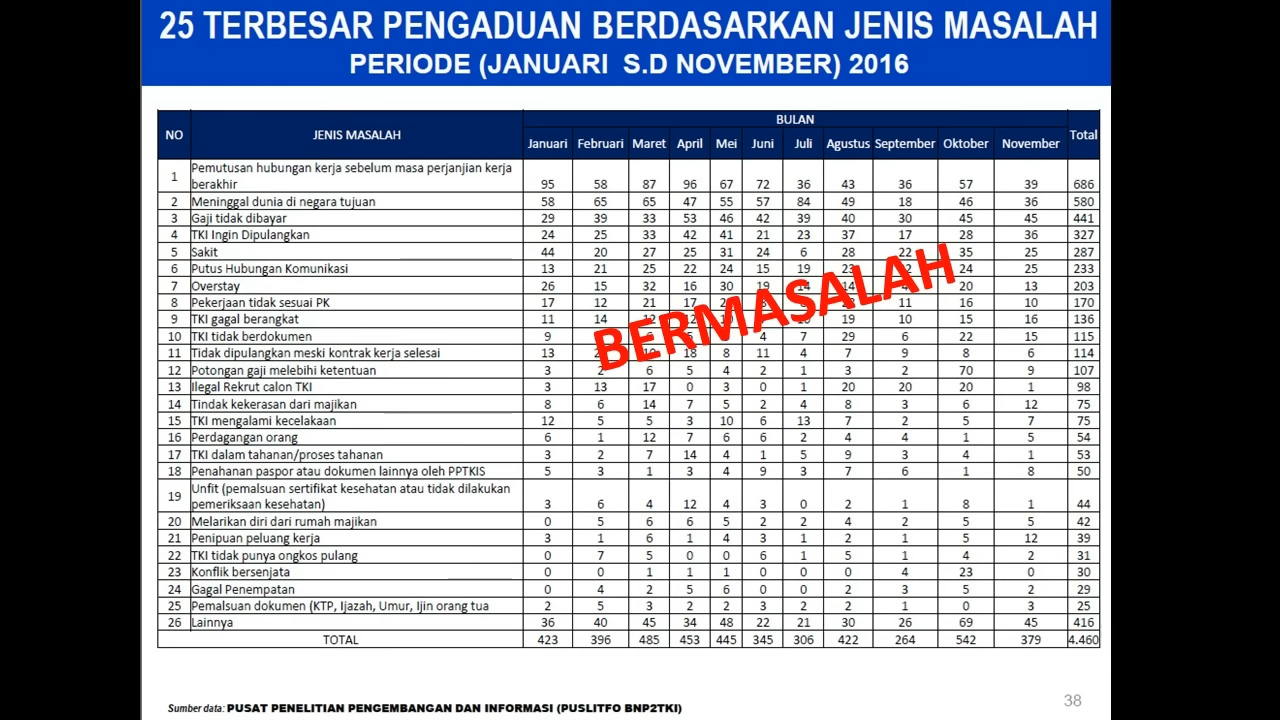 25 TERBESAR PENGADUAN BERDASARKAN JENIS MASALAH
PERIODE (JANUARI S.D NOVEMBER) 2016
NO JENIS MASALAH BULAN Total
Januari Februari Maret April Mei Juni Juli Agustus September Oktober November
1 Pemutusan hubungan kerja sebelum masa perjanjian kerja
berakhir 95 58 87 96 67 72 36 43 36 57 39 686
2 Meninggal dunia di negara tujuan 58 65 65 47 55 57 84 49 18 46 36 580
3 Gaji tidak dibayar 29 39 33 53 46 42 39 40 30 45 45 441
4 TKI Ingin Dipulangkan 24 25 33 42 41 21 23 37 17 28 36 327
5 Sakit 44 20 27 25 31 24 6 28 22 35 25 287
6 Putus Hubungan Komunikasi 13 21 25 22 24 15 19 23 24 25 233
7 Overstay 26 15 32 16 30 19 14 14 4 20 13 203
8 Pekerjaan tidak sesuai PK 17 12 21 17 11 16 10 170
9 TKI gagal berangkat 11 14 12 12 19 10 15 16 136
10 TKI tidak berdokumen 9 4 7 29 6 22 15 115
11 Tidak dipulangkan meski kontrak kerja selesai 13 18 8 11 4 7 9 8 6 114
12 Potongan gaji melebihi ketentuan 3 2 6 5 4 2 1 3 2 70 9 107
13 Ilegal Rekrut calon TKI 3 13 17 0 3 0 1 20 20 20 1 98
14 Tindak kekerasan dari majikan 8 6 14 7 5 2 4 8 3 6 12 75
15 TKI mengalami kecelakaan 12 5 5 3 10 6 13 7 2 5 7 75
16 Perdagangan orang 6 1 12 7 6 6 2 4 4 1 5 54
17 TKI dalam tahanan/proses tahanan 3 2 7 14 4 1 5 9 3 4 1 53
18 Penahanan paspor atau dokumen lainnya oleh PPTKIS 5 3 1 3 4 9 3 7 6 1 8 50
19 Unfit (pemalsuan sertifikat kesehatan atau tidak dilakukan
pemeriksaan kesehatan) 3 6 4 12 4 3 0 2 1 8 1 44
20 Melarikan diri dari rumah majikan 0 5 6 6 5 2 2 4 2 5 5 42
21 Penipuan peluang kerja 3 1 6 1 4 3 1 2 1 5 12 39
22 TKI tidak punya ongkos pulang 0 7 5 0 0 6 1 5 1 4 2 31
23 Konflik bersenjata 0 0 1 1 1 0 0 0 4 23 0 30
24 Gagal Penempatan 0 4 2 5 6 0 0 2 3 5 2 29
25 Pemalsuan dokumen (KTP, Ijazah, Umur, Ijin orang tua 2 5 3 2 2 3 2 2 1 0 3 25
26 Lainnya 36 40 45 34 48 22 21 30 26 69 45 416
TOTAL 423 396 485 453 445 345 306 422 264 542 379 4.460
BERMASALAH
Sumber data: PUSAT PENELITIAN PENGEMBANGAN DAN INFORMASI (PUSLITFO BNP2TKI)
38